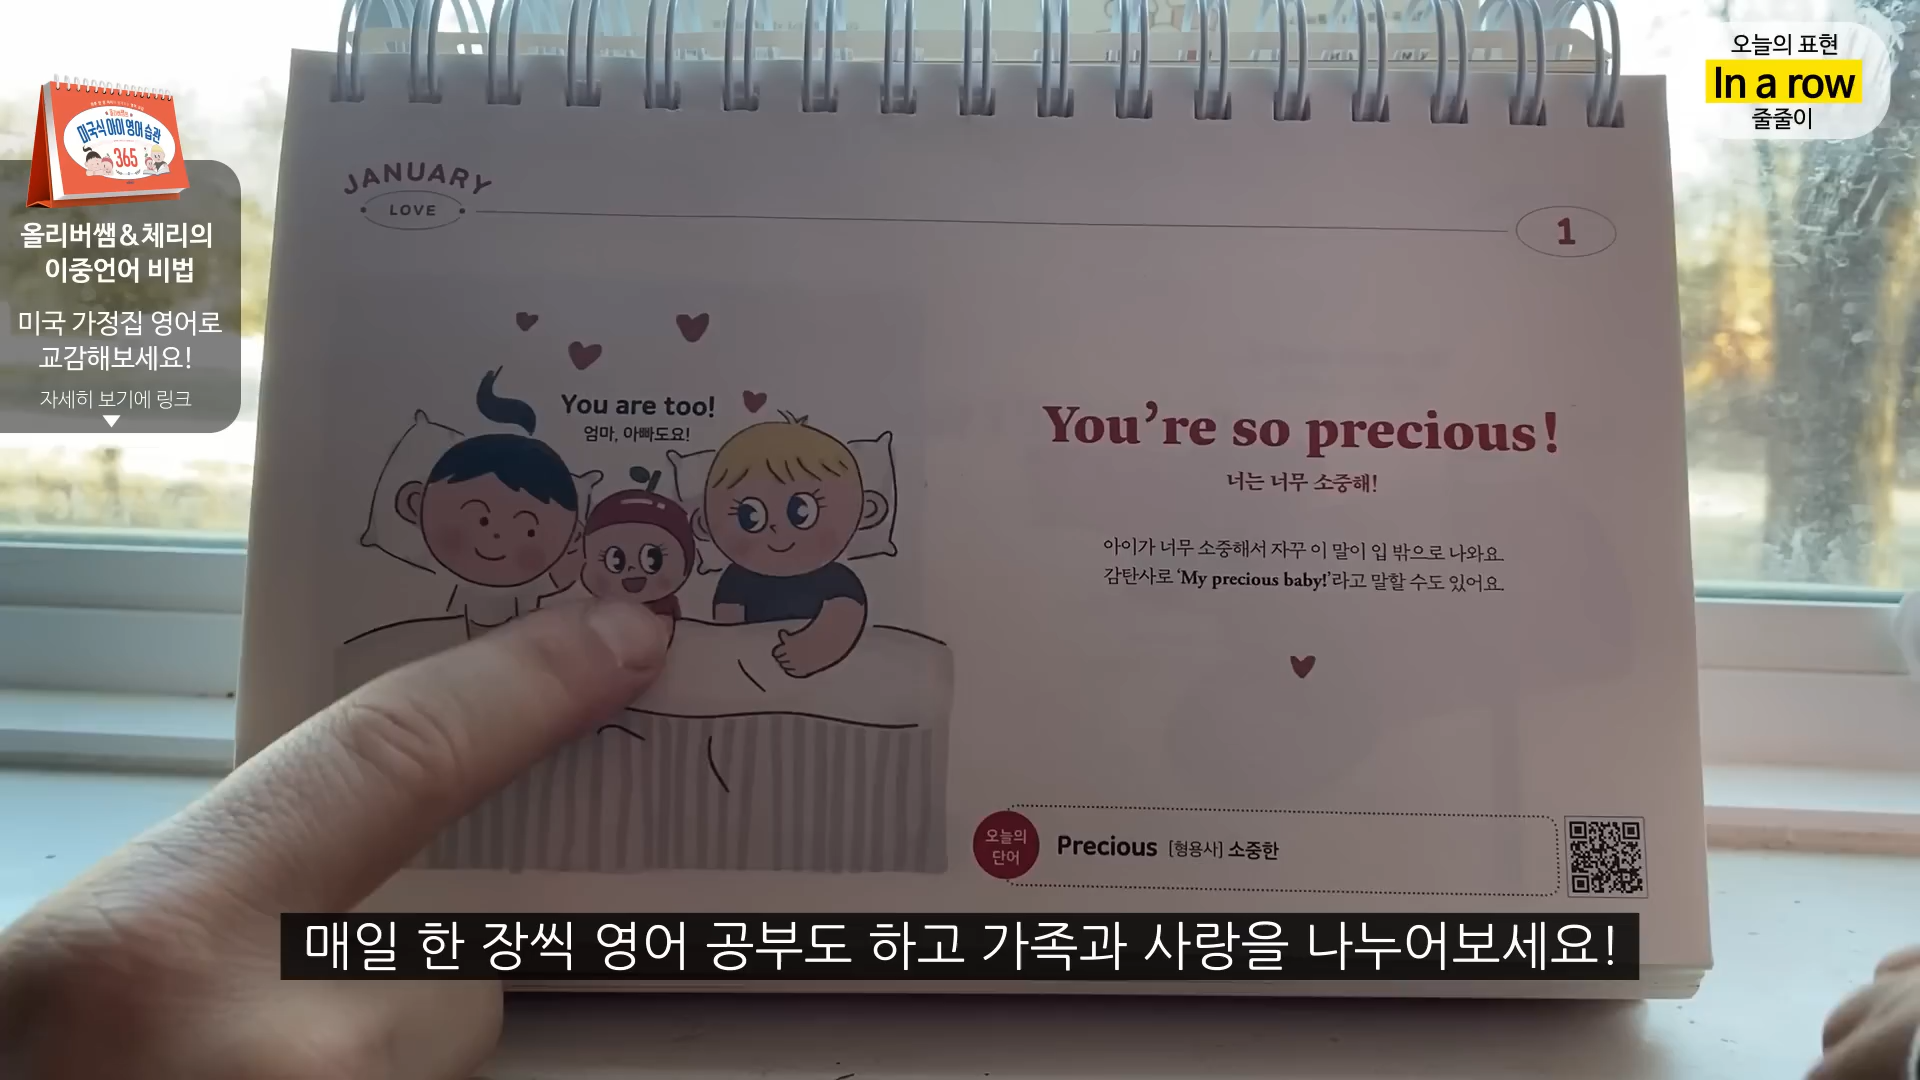 미국식 아이 영어 습관
365
올리버쌤&체리의
이중언어 비법
미국 가정집 영어로
교감해보세요!
자세히 보기에 링크
오늘의 표현
In a row
줄줄이
JANUARY
LOVE
1
You are too!
엄마, 아빠도요!
You're so precious!
너는 너무 소중해!
아이가 너무 소중해서 자꾸 이 말이 입 밖으로 나와요.
감탄사로 ‘My precious baby!’라고 말할 수도 있어요.
오늘의
단어
Precious [형용사] 소중한
매일 한 장씩 영어 공부도 하고 가족과 사랑을 나누어보세요!